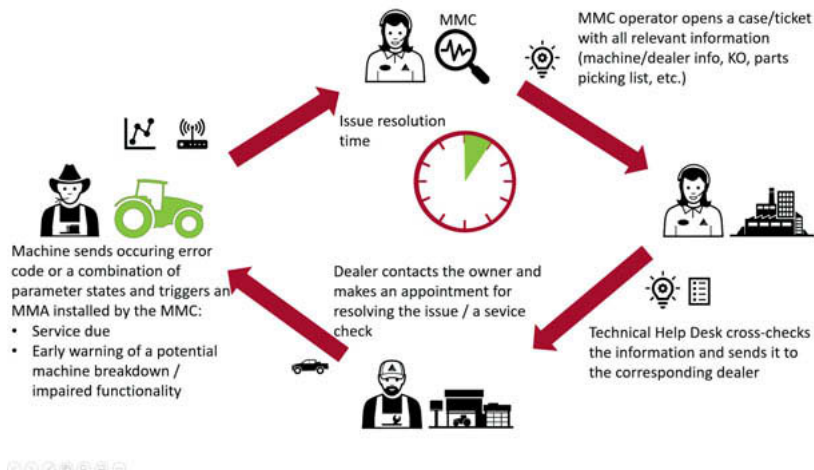 MMC
MMC operator opens a case/ticket
with all relevant information
(machine/dealer info, KO, parts
picking list, etc.)
Issue resolution
time
Machine sends occuring error
code or a combination of
parameter states and triggers an
MMA installed by the MMC:
• Service due
• Early warning of a potential
machine breakdown /
impaired functionality
Dealer contacts the owner and
makes an appointment for
resolving the issue / a sevice
check
Technical Help Desk cross-checks
the information and sends it to
the corresponding dealer